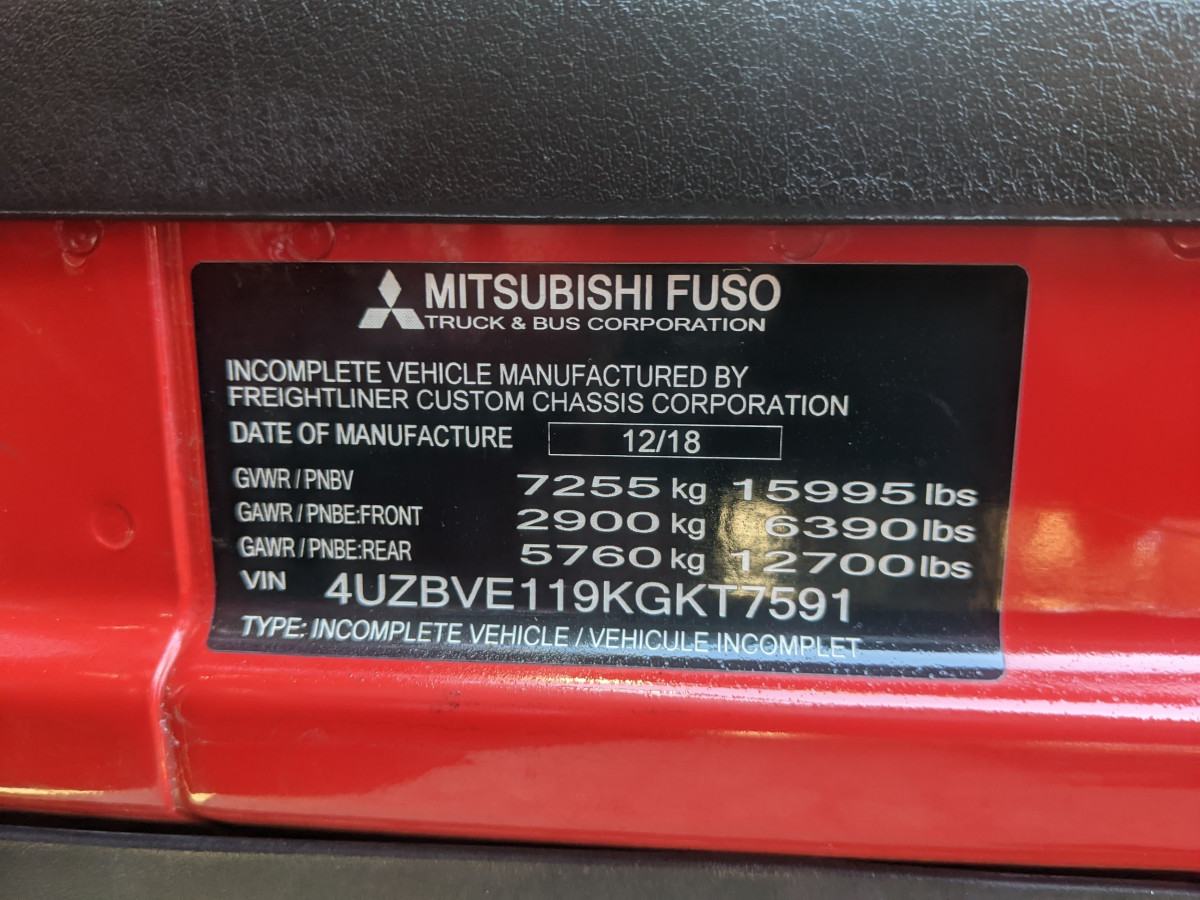 MITSUBISHI FUSO
TRUCK & BUS CORPORATION
INCOMPLETE VEHICLE MANUFACTURED BY
FREIGHTLINER CUSTOM CHASSIS CORPORATION
DATE OF MANUFACTURE 12/18
GVWR / PNBV 7255 kg 15995 lbs
GAWR / PNBE:FRONT 2900 kg 6390 lbs
GAWR / PNBE:REAR 5760 kg 12700 lbs
VIN 4UZBVE119KGKT7591
TYPE: INCOMPLETE VEHICLE / VEHICULE INCOMPLET